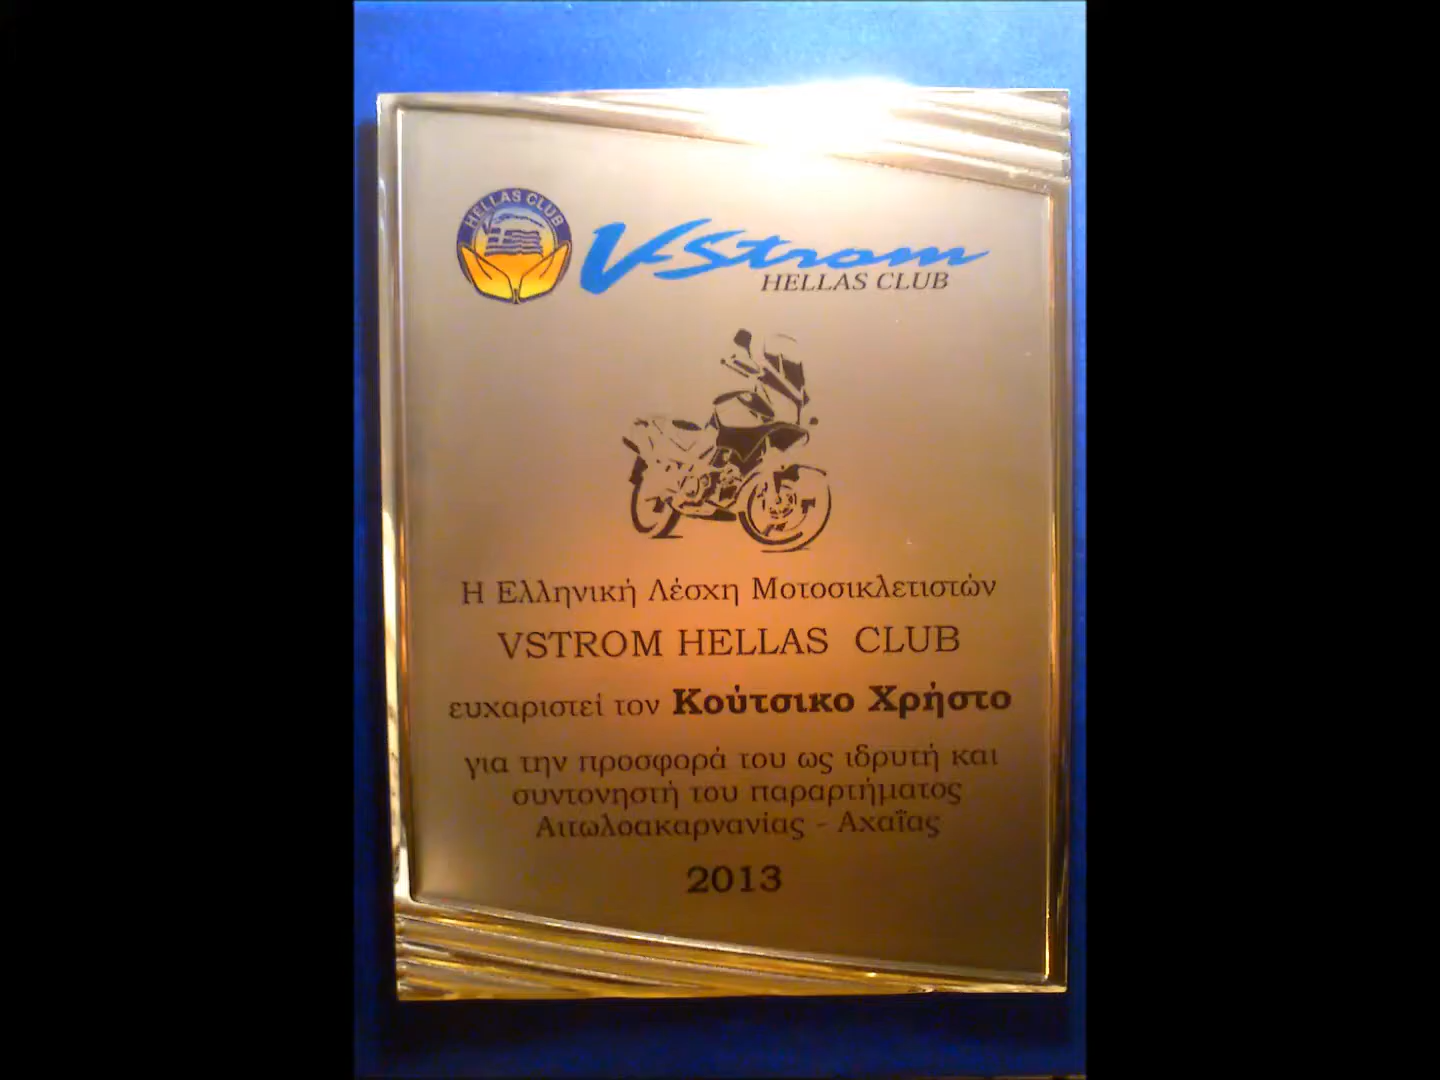 HELLAS CLUB
V-Strom
HELLAS CLUB
Η Ελληνική Λέσχη Μοτοσικλετιστών
VSTROM HELLAS CLUB
ευχαριστεί τον Κούτσικο Χρήστο
για την προσφορά του ως ιδρυτή και
συντονηστή του παραρτήματος
Αιτωλοακαρνανίας - Αχαΐας
2013